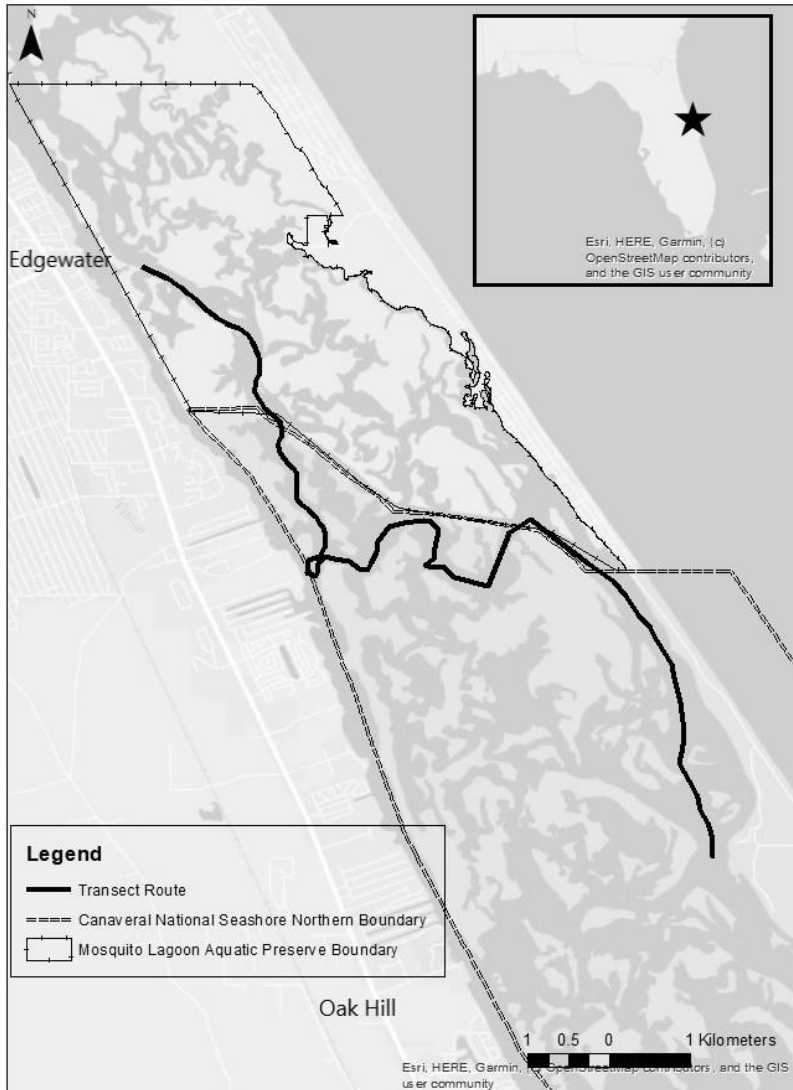 N
Esri, HERE, Garmin, (c)
OpenStreetMap contributors,
and the GIS user community
Edgewater
Legend
Transect Route
Canaveral National Seashore Northern Boundary
Mosquito Lagoon Aquatic Preserve Boundary
Oak Hill
1 0.5 0 1 Kilometers
Esri, HERE, Garmin, (c) OpenStreetMap contributors, and the GIS
user community